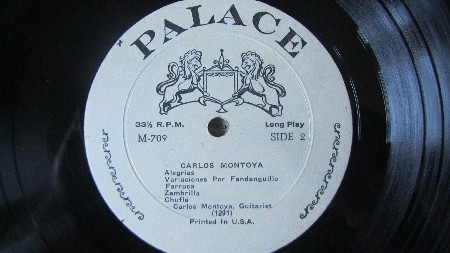 PALACE
33⅓ R.P.M. Long Play
M-709 SIDE 2
CARLOS MONTOYA
Alegrias
Variaciones Por Fandanguillo
Farruca
Zambrilla
Chufla
Carlos Montoya, Guitarist
(1291)
Printed In U.S.A.